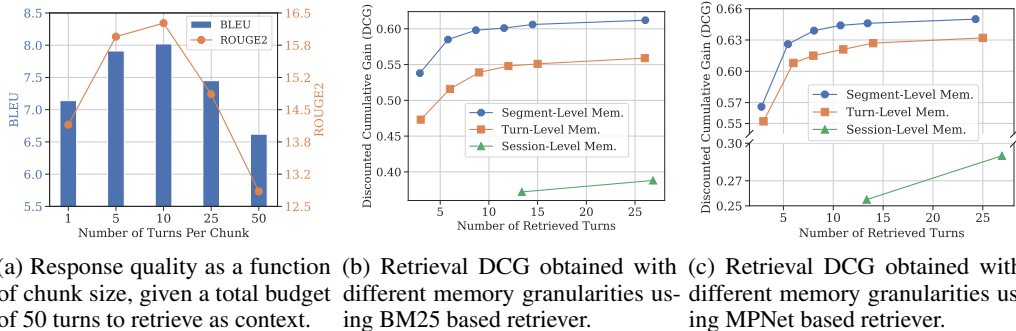 8.5
8.0
7.5
7.0
6.5
6.0
5.5
BLEU
16.5
15.8
15.2
14.5
13.8
13.2
12.5
ROUGE2
BLEU
ROUGE2
1 5 10 25 50
Number of Turns Per Chunk
(a) Response quality as a function
of chunk size, given a total budget
of 50 turns to retrieve as context.
Discounted Cumulative Gain (DCG)
0.60
0.55
0.50
0.45
0.40
Segment-Level Mem.
Turn-Level Mem.
Session-Level Mem.
5 10 15 20 25
Number of Retrieved Turns
(b) Retrieval DCG obtained with
different memory granularities us-
ing BM25 based retriever.
Discounted Cumulative Gain (DCG)
0.66
0.63
0.60
0.57
0.55
0.30
0.27
0.25
Segment-Level Mem.
Turn-Level Mem.
Session-Level Mem.
5 10 15 20 25
Number of Retrieved Turns
(c) Retrieval DCG obtained with
different memory granularities us-
ing MPNet based retriever.